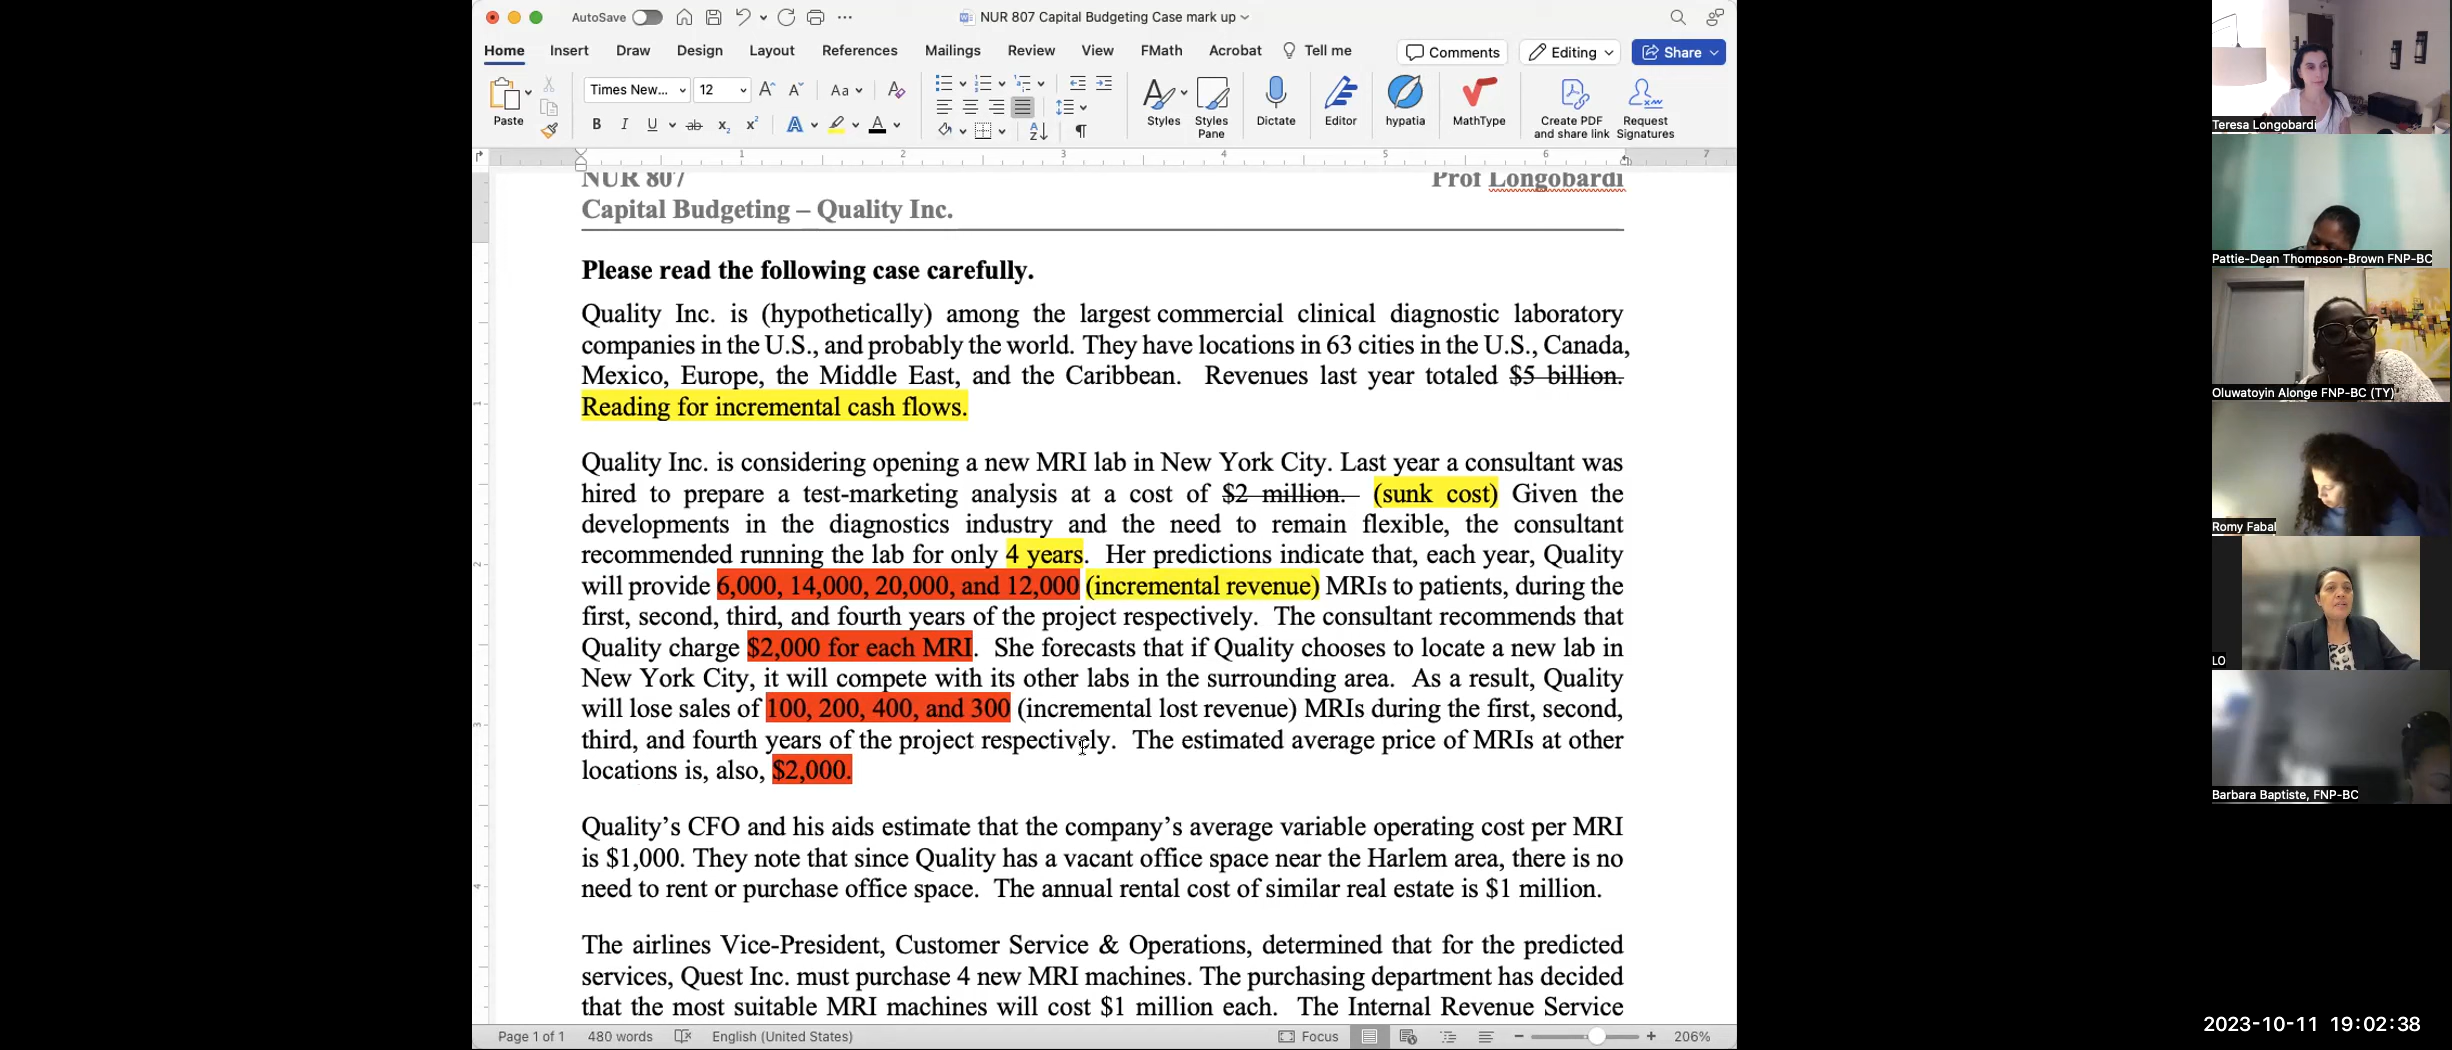 AutoSave
NUR 807 Capital Budgeting Case mark up
Home Insert Draw Design Layout References Mailings Review View FMath Acrobat Tell me Comments Editing Share
Times New... 12 Aa
Paste Styles Styles Pane Dictate Editor hypatia MathType Create PDF and share link Request Signatures
1 2 3 4 5 6 7
NUR 807 Prof Longobardi
Capital Budgeting – Quality Inc.
Please read the following case carefully.
Quality Inc. is (hypothetically) among the largest commercial clinical diagnostic laboratory
companies in the U.S., and probably the world. They have locations in 63 cities in the U.S., Canada,
Mexico, Europe, the Middle East, and the Caribbean. Revenues last year totaled $5 billion.
Reading for incremental cash flows.
Quality Inc. is considering opening a new MRI lab in New York City. Last year a consultant was
hired to prepare a test-marketing analysis at a cost of $2 million. (sunk cost) Given the
developments in the diagnostics industry and the need to remain flexible, the consultant
recommended running the lab for only 4 years. Her predictions indicate that, each year, Quality
will provide 6,000, 14,000, 20,000, and 12,000 (incremental revenue) MRIs to patients, during the
first, second, third, and fourth years of the project respectively. The consultant recommends that
Quality charge $2,000 for each MRI. She forecasts that if Quality chooses to locate a new lab in
New York City, it will compete with its other labs in the surrounding area. As a result, Quality
will lose sales of 100, 200, 400, and 300 (incremental lost revenue) MRIs during the first, second,
third, and fourth years of the project respectively. The estimated average price of MRIs at other
locations is, also, $2,000.
Quality’s CFO and his aids estimate that the company’s average variable operating cost per MRI
is $1,000. They note that since Quality has a vacant office space near the Harlem area, there is no
need to rent or purchase office space. The annual rental cost of similar real estate is $1 million.
The airlines Vice-President, Customer Service & Operations, determined that for the predicted
services, Quest Inc. must purchase 4 new MRI machines. The purchasing department has decided
that the most suitable MRI machines will cost $1 million each. The Internal Revenue Service
Page 1 of 1 480 words English (United States) Focus 206%
Teresa Longobardi
Pattie-Dean Thompson-Brown FNP-BC
Oluwatoyin Alonge FNP-BC (TY)
Romy Fabal
LO
Barbara Baptiste, FNP-BC
2023-10-11 19:02:38